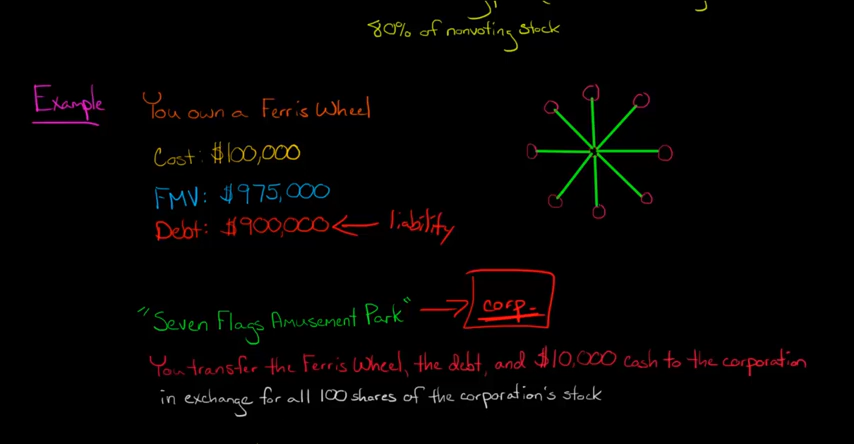 80% of nonvoting stock
Example
You own a Ferris Wheel
Cost: $100,000
FMV: $975,000
Debt: $900,000 ← liability
"Seven Flags Amusement Park" → corp.
You transfer the Ferris Wheel, the debt, and $10,000 cash to the corporation
in exchange for all 100 shares of the corporation's stock